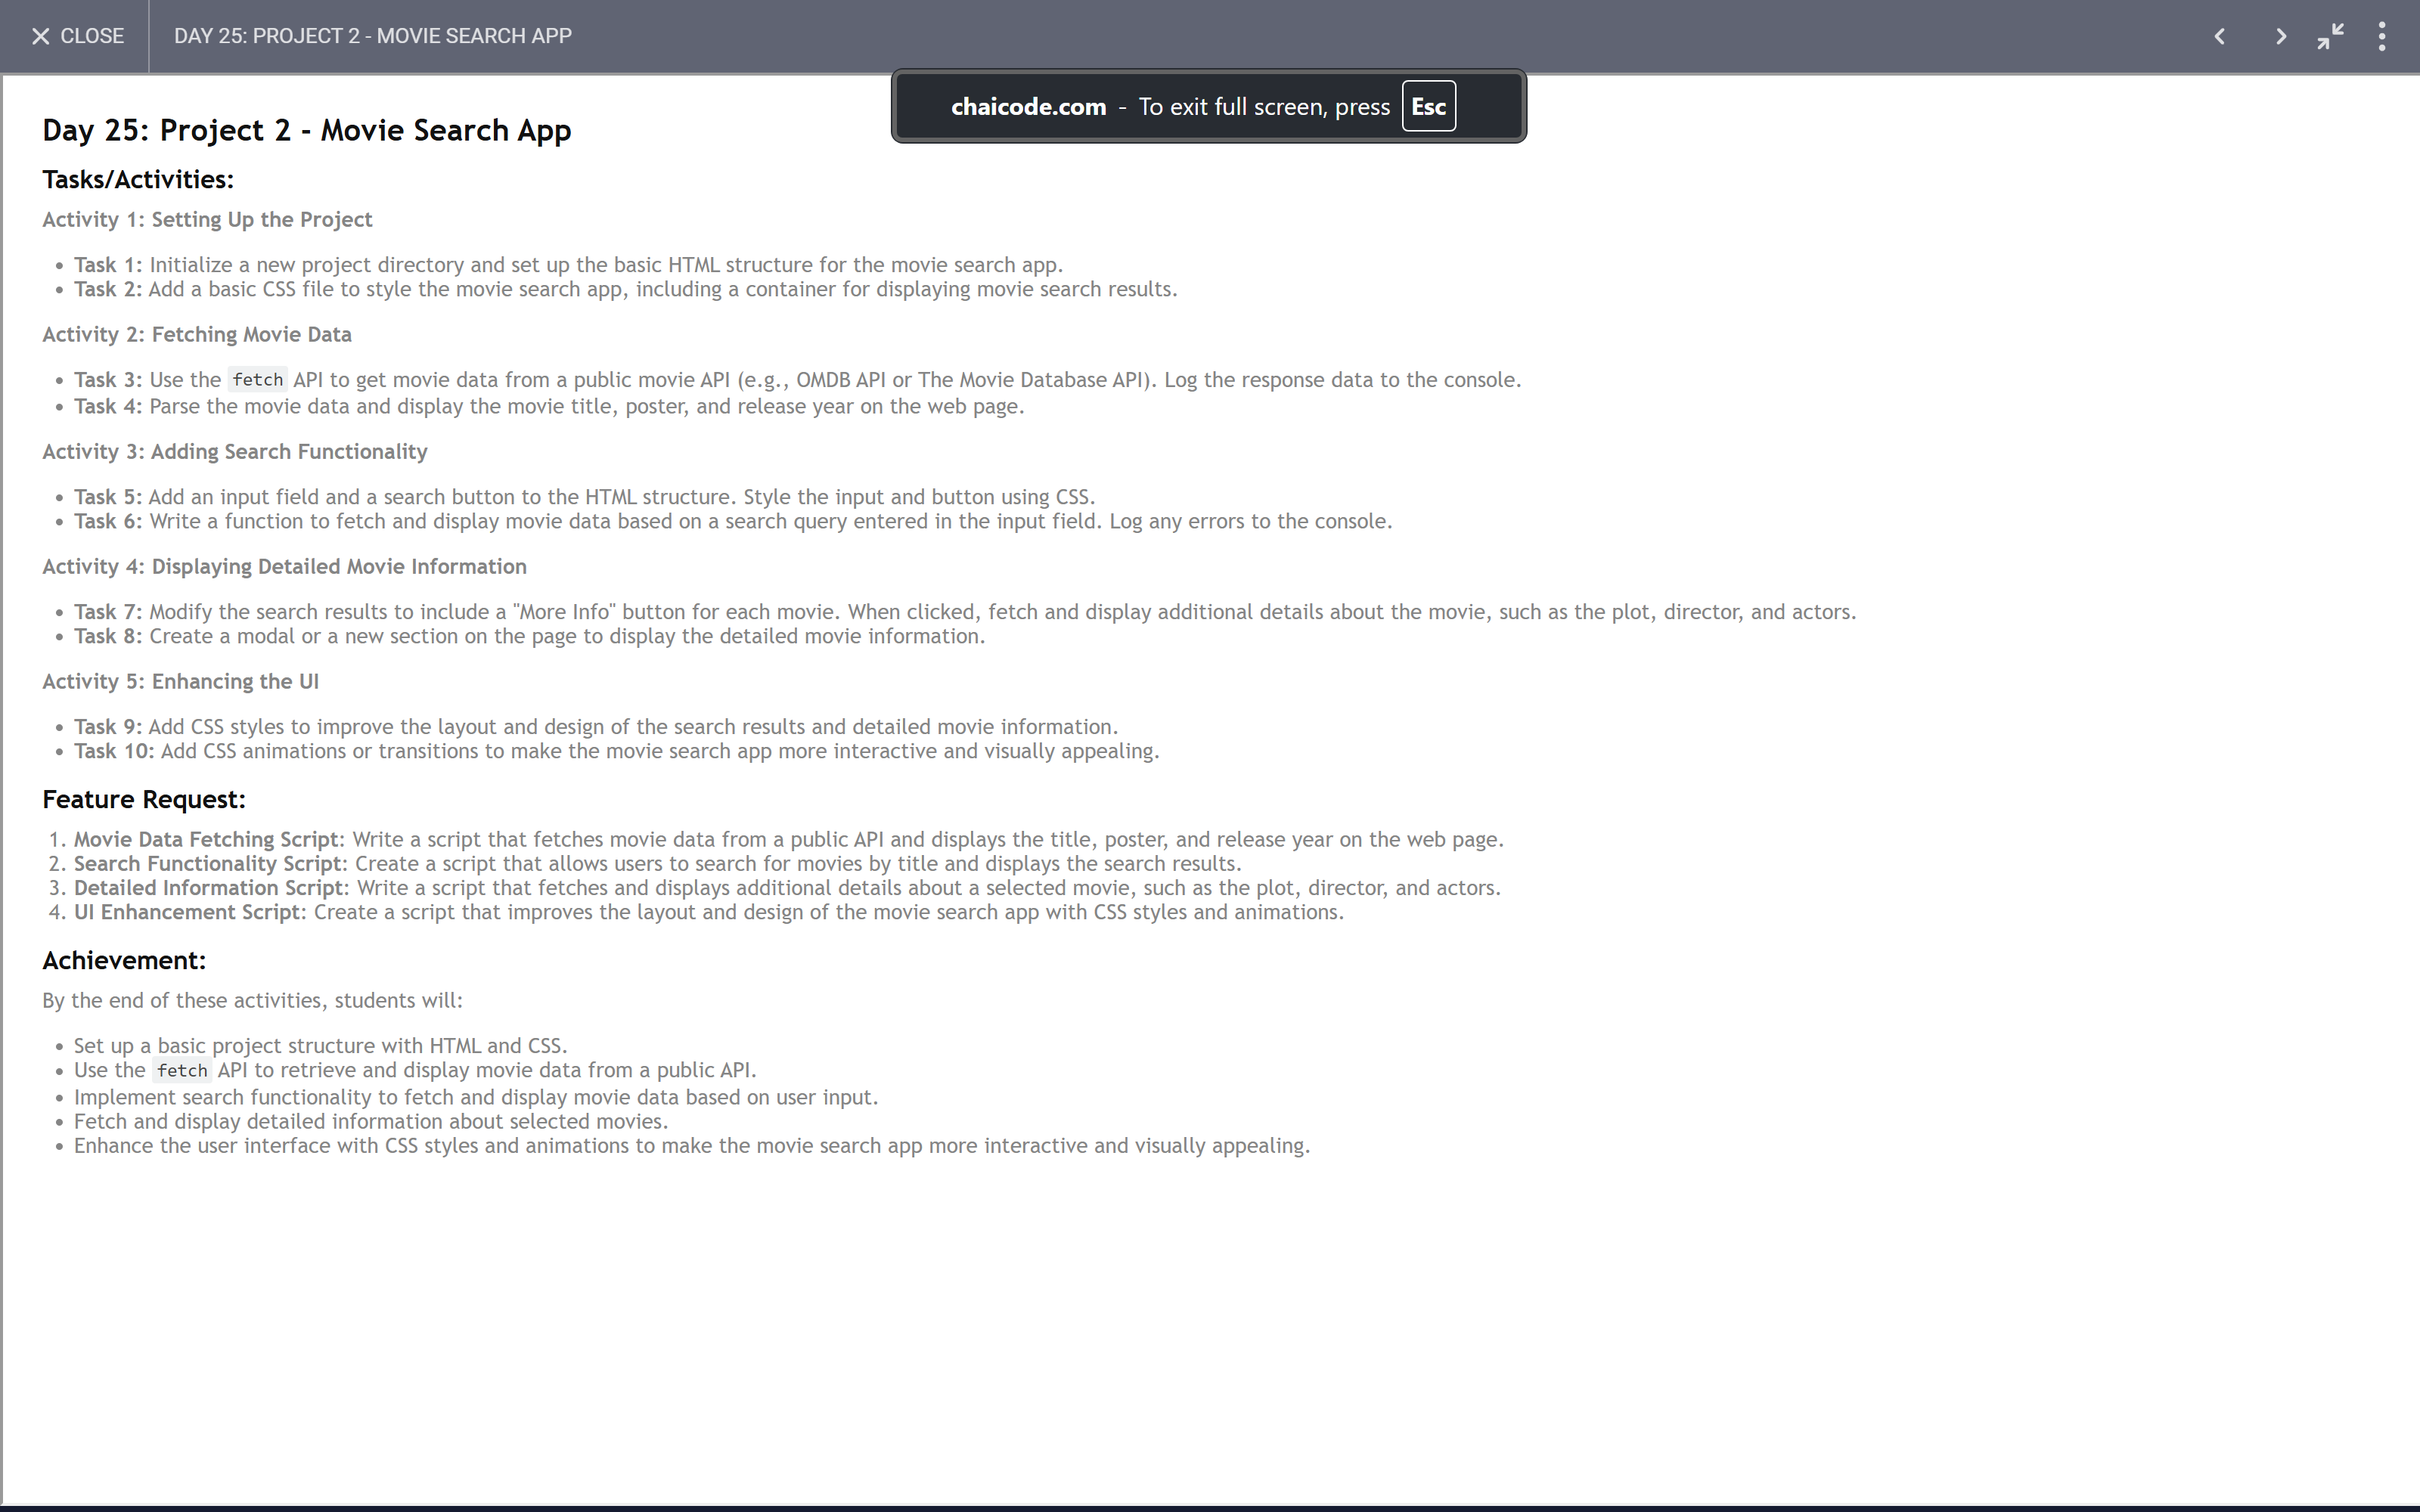 CLOSE
DAY 25: PROJECT 2 - MOVIE SEARCH APP
chaicode.com - To exit full screen, press Esc
Day 25: Project 2 - Movie Search App
Tasks/Activities:
Activity 1: Setting Up the Project
• Task 1: Initialize a new project directory and set up the basic HTML structure for the movie search app.
• Task 2: Add a basic CSS file to style the movie search app, including a container for displaying movie search results.
Activity 2: Fetching Movie Data
• Task 3: Use the fetch API to get movie data from a public movie API (e.g., OMDB API or The Movie Database API). Log the response data to the console.
• Task 4: Parse the movie data and display the movie title, poster, and release year on the web page.
Activity 3: Adding Search Functionality
• Task 5: Add an input field and a search button to the HTML structure. Style the input and button using CSS.
• Task 6: Write a function to fetch and display movie data based on a search query entered in the input field. Log any errors to the console.
Activity 4: Displaying Detailed Movie Information
• Task 7: Modify the search results to include a "More Info" button for each movie. When clicked, fetch and display additional details about the movie, such as the plot, director, and actors.
• Task 8: Create a modal or a new section on the page to display the detailed movie information.
Activity 5: Enhancing the UI
• Task 9: Add CSS styles to improve the layout and design of the search results and detailed movie information.
• Task 10: Add CSS animations or transitions to make the movie search app more interactive and visually appealing.
Feature Request:
1. Movie Data Fetching Script: Write a script that fetches movie data from a public API and displays the title, poster, and release year on the web page.
2. Search Functionality Script: Create a script that allows users to search for movies by title and displays the search results.
3. Detailed Information Script: Write a script that fetches and displays additional details about a selected movie, such as the plot, director, and actors.
4. UI Enhancement Script: Create a script that improves the layout and design of the movie search app with CSS styles and animations.
Achievement:
By the end of these activities, students will:
• Set up a basic project structure with HTML and CSS.
• Use the fetch API to retrieve and display movie data from a public API.
• Implement search functionality to fetch and display movie data based on user input.
• Fetch and display detailed information about selected movies.
• Enhance the user interface with CSS styles and animations to make the movie search app more interactive and visually appealing.